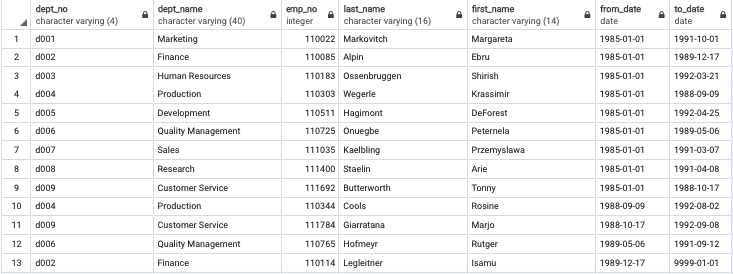 dept_no dept_name emp_no last_name first_name from_date to_date
character varying (4) character varying (40) integer character varying (16) character varying (14) date date
1 d001 Marketing 110022 Markovitch Margareta 1985-01-01 1991-10-01
2 d002 Finance 110085 Alpin Ebru 1985-01-01 1989-12-17
3 d003 Human Resources 110183 Ossenbruggen Shirish 1985-01-01 1992-03-21
4 d004 Production 110303 Wegerle Krassimir 1985-01-01 1988-09-09
5 d005 Development 110511 Hagimont DeForest 1985-01-01 1992-04-25
6 d006 Quality Management 110725 Onuegbe Peternela 1985-01-01 1989-05-06
7 d007 Sales 111035 Kaelbling Przemyslawa 1985-01-01 1991-03-07
8 d008 Research 111400 Staelin Arie 1985-01-01 1991-04-08
9 d009 Customer Service 111692 Butterworth Tonny 1985-01-01 1988-10-17
10 d004 Production 110344 Cools Rosine 1988-09-09 1992-08-02
11 d009 Customer Service 111784 Giarratana Marjo 1988-10-17 1992-09-08
12 d006 Quality Management 110765 Hofmeyr Rutger 1989-05-06 1991-09-12
13 d002 Finance 110114 Legleitner Isamu 1989-12-17 9999-01-01